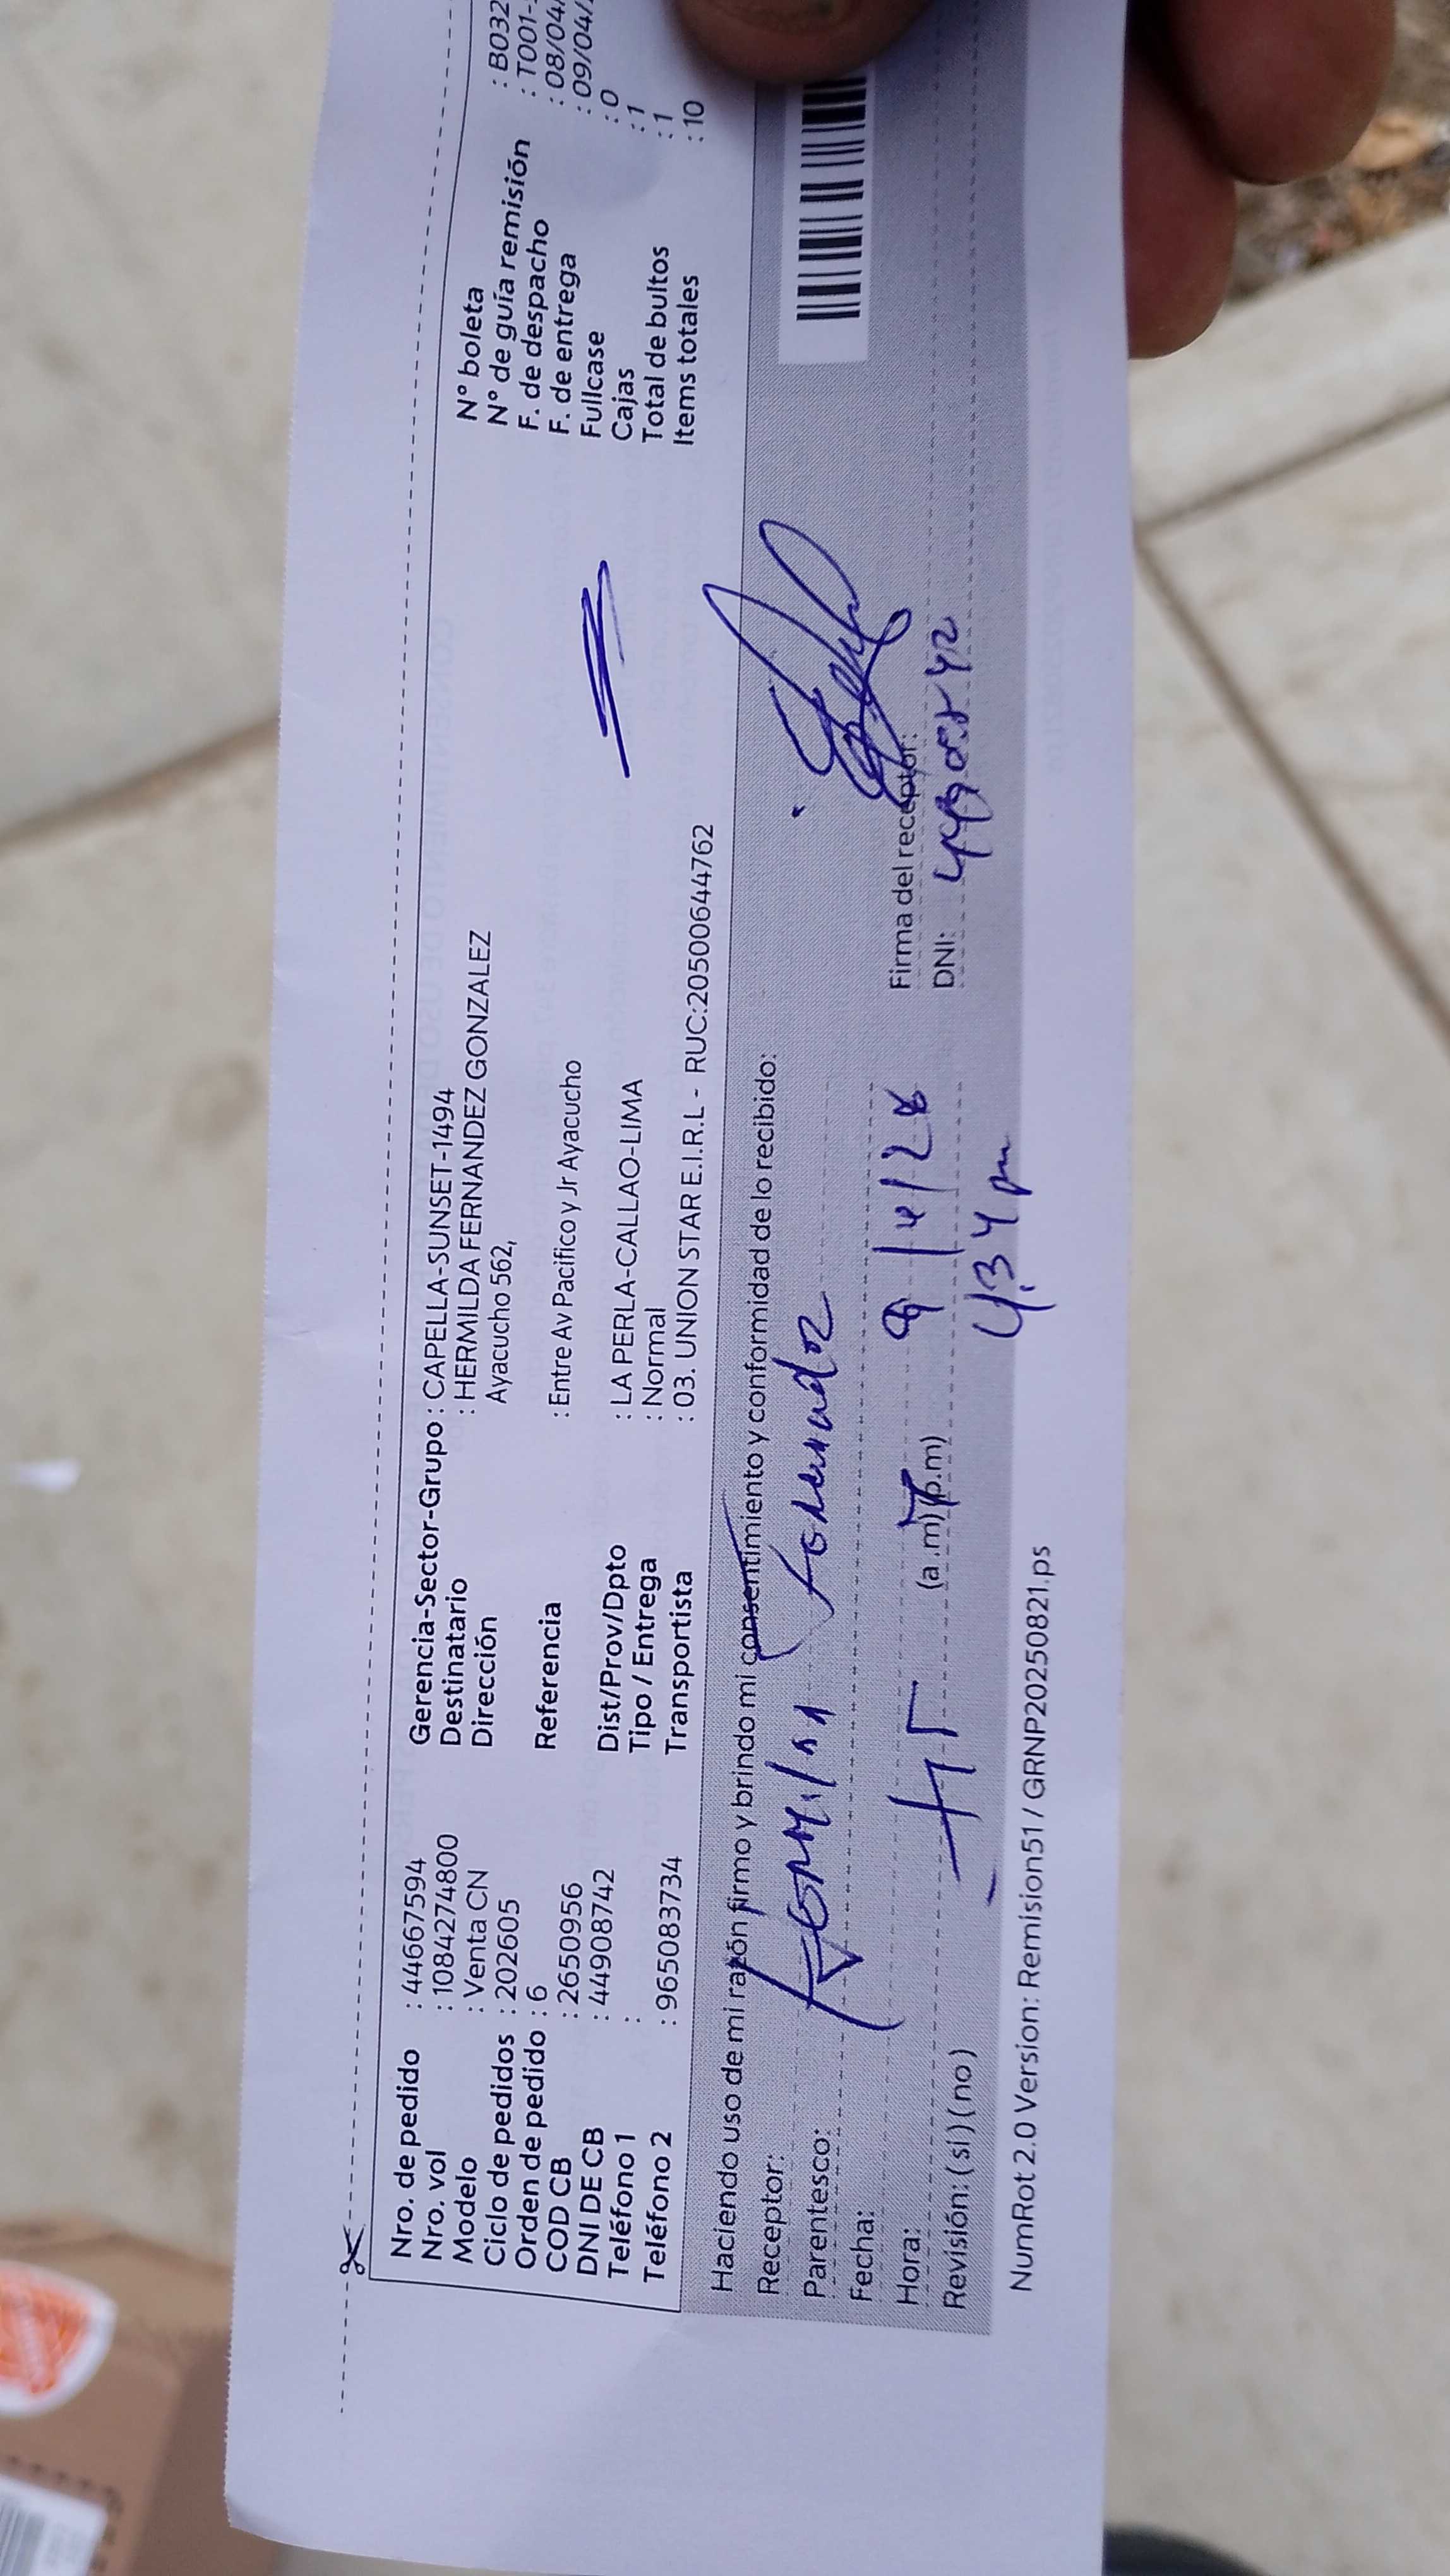 Nro. de pedido : 44667594
Nro. vol : 1084274800
Modelo : Venta CN
Ciclo de pedidos : 202605
Orden de pedido : 6
COD CB : 2650956
DNI DE CB : 44908742
Teléfono 1 :
Teléfono 2 : 965083734
Gerencia-Sector-Grupo : CAPELLA-SUNSET-1494
Destinatario : HERMILDA FERNANDEZ GONZALEZ
Dirección Ayacucho 562,
Referencia : Entre Av Pacifico y Jr Ayacucho
Dist/Prov/Dpto : LA PERLA-CALLAO-LIMA
Tipo / Entrega : Normal
Transportista : 03. UNION STAR E.I.R.L - RUC:20500644762
N° boleta : B032
N° de guía remisión : T001-
F. de despacho : 08/04/
F. de entrega : 09/04/
Fullcase : 0
Cajas : 1
Total de bultos : 1
Items totales : 10
Haciendo uso de mi razón firmo y brindo mi consentimiento y conformidad de lo recibido:
Receptor:
Parentesco:
Fecha:
Hora: (a.m) (p.m)
Revisión: (si) (no)
4:34 pm
Firma del receptor:
DNI:
NumRot 2.0 Version: Remision51 / GRNP20250821.ps